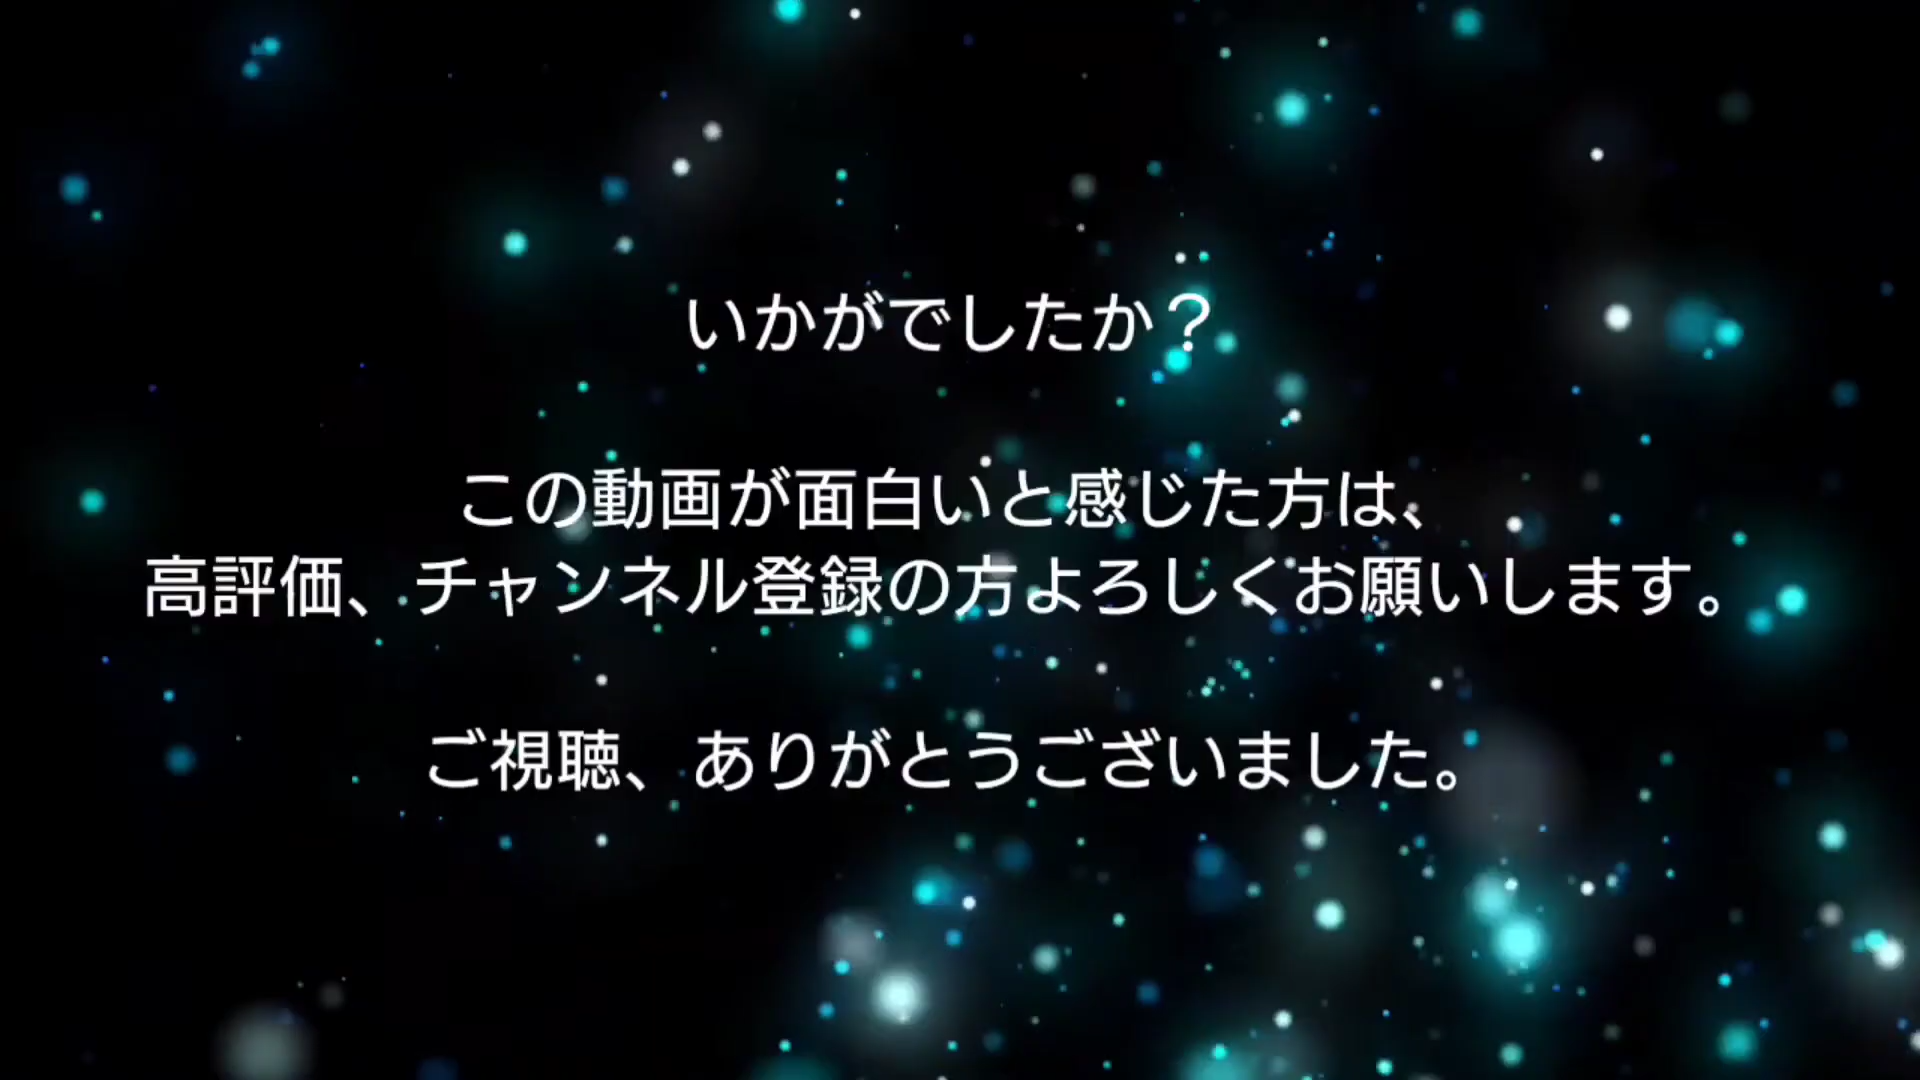 いかがでしたか？
この動画が面白いと感じた方は、
高評価、チャンネル登録の方よろしくお願いします。
ご視聴、ありがとうございました。